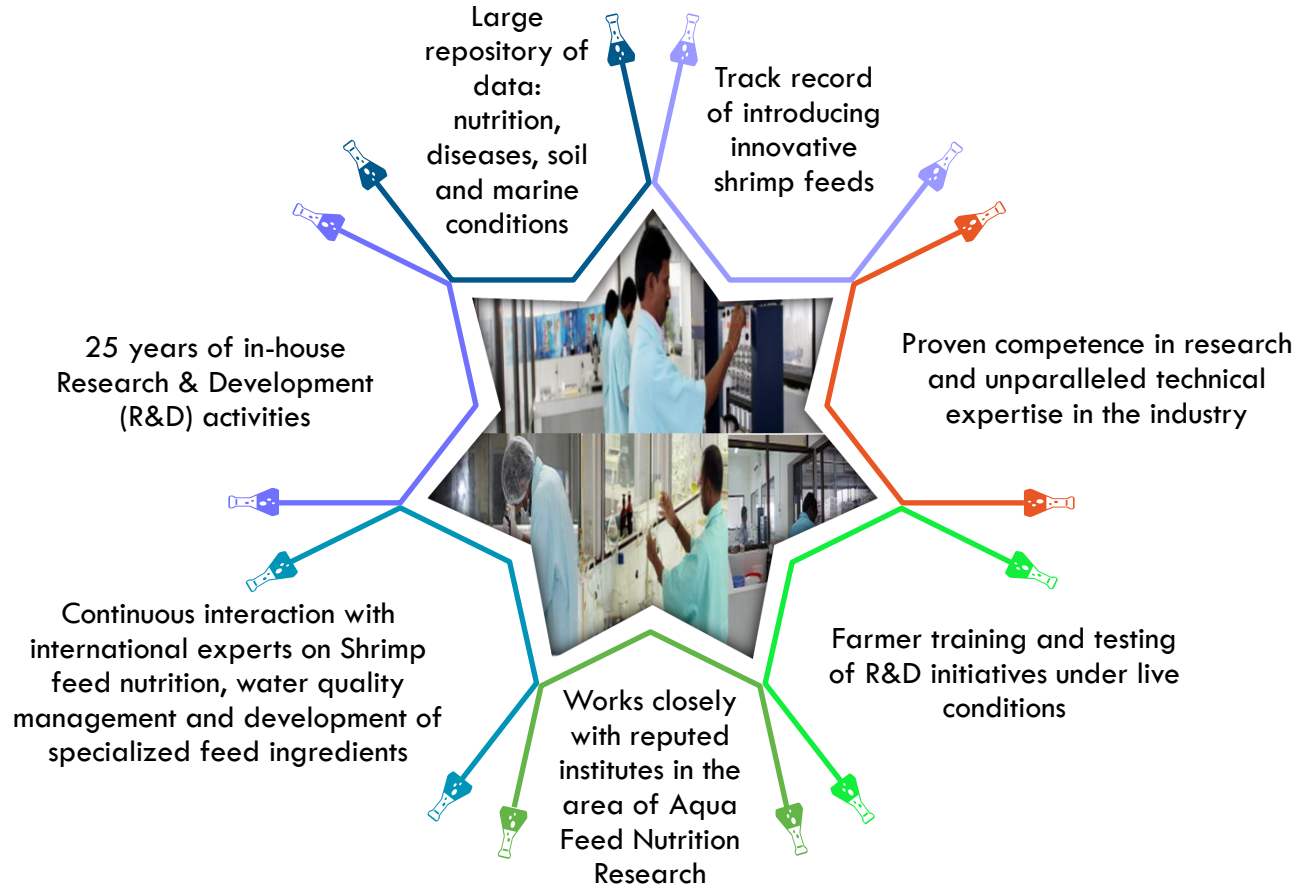 Large
repository of
data:
nutrition,
diseases, soil
and marine
conditions
Track record
of introducing
innovative
shrimp feeds
25 years of in-house
Research & Development
(R&D) activities
Proven competence in research
and unparalleled technical
expertise in the industry
Continuous interaction with
international experts on Shrimp
feed nutrition, water quality
management and development of
specialized feed ingredients
Farmer training and testing
of R&D initiatives under live
conditions
Works closely
with reputed
institutes in the
area of Aqua
Feed Nutrition
Research